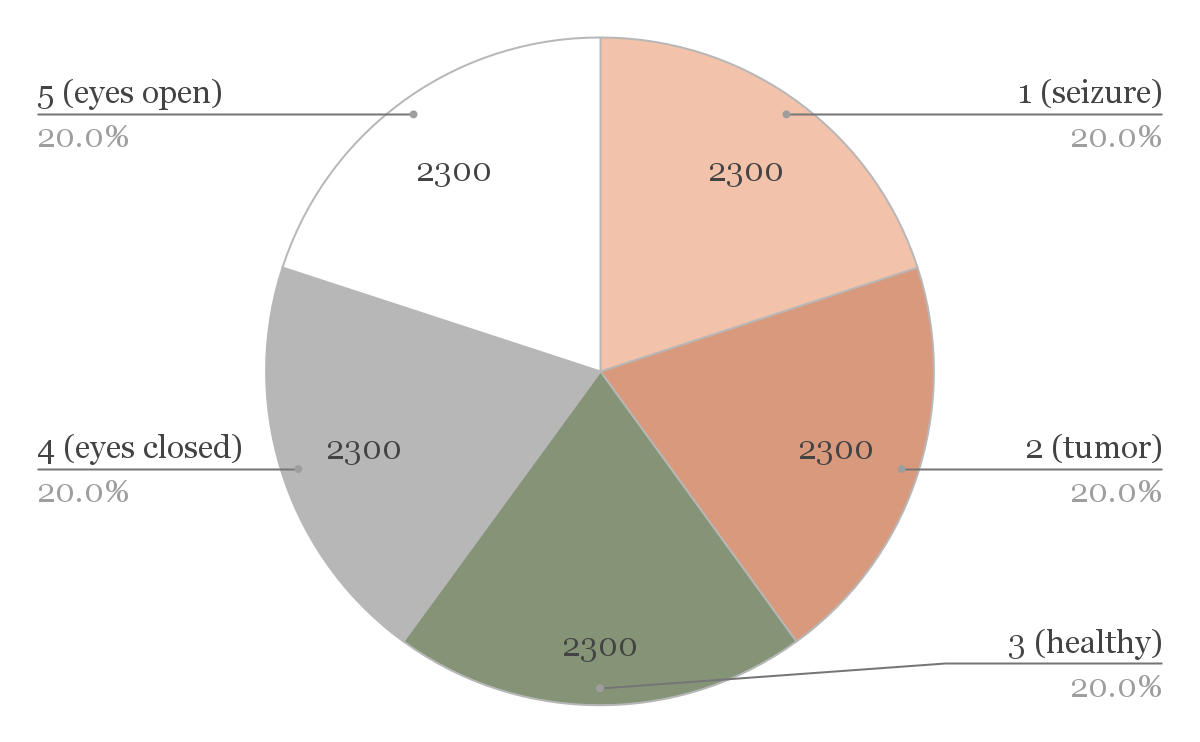 5 (eyes open)
20.0%
2300
1 (seizure)
20.0%
2300
4 (eyes closed)
20.0%
2300
2 (tumor)
20.0%
2300
3 (healthy)
20.0%
2300